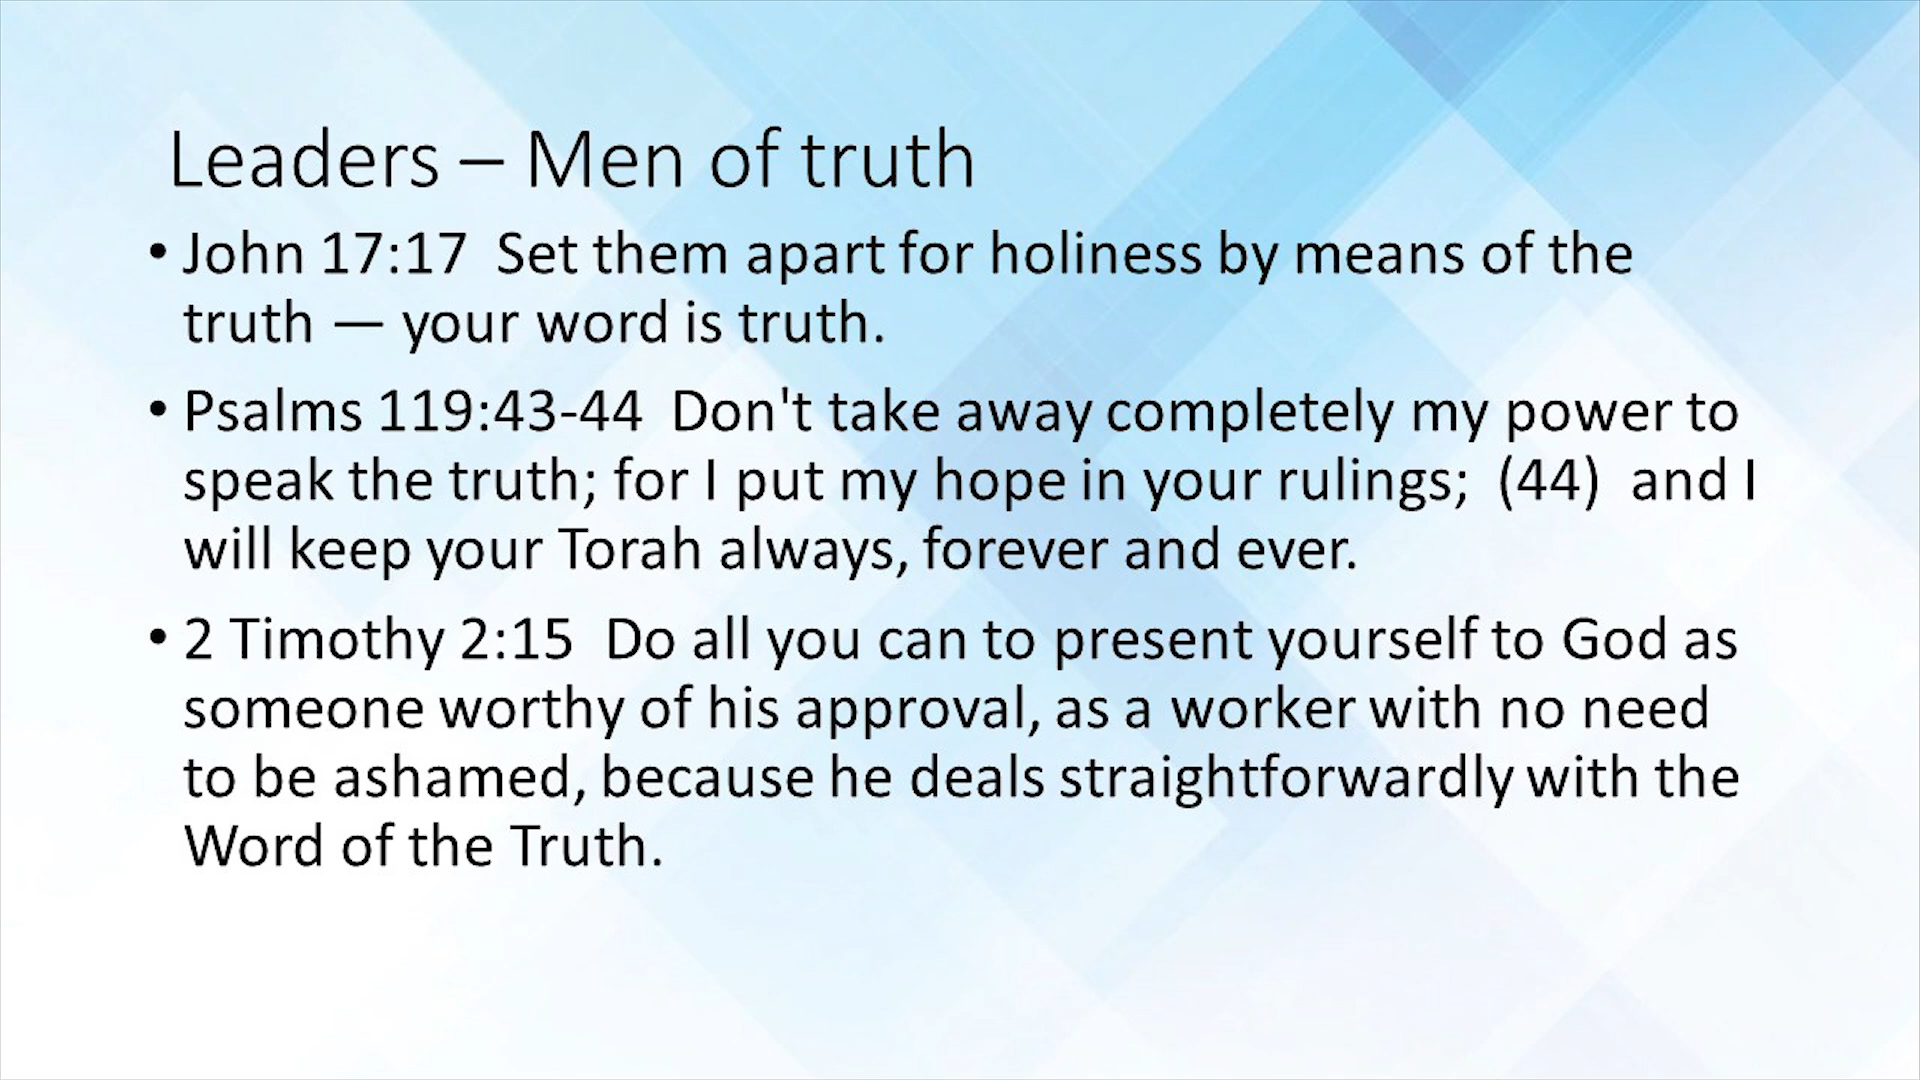 Leaders – Men of truth
• John 17:17  Set them apart for holiness by means of the
truth — your word is truth.
• Psalms 119:43-44  Don't take away completely my power to
speak the truth; for I put my hope in your rulings;  (44)  and I
will keep your Torah always, forever and ever.
• 2 Timothy 2:15  Do all you can to present yourself to God as
someone worthy of his approval, as a worker with no need
to be ashamed, because he deals straightforwardly with the
Word of the Truth.